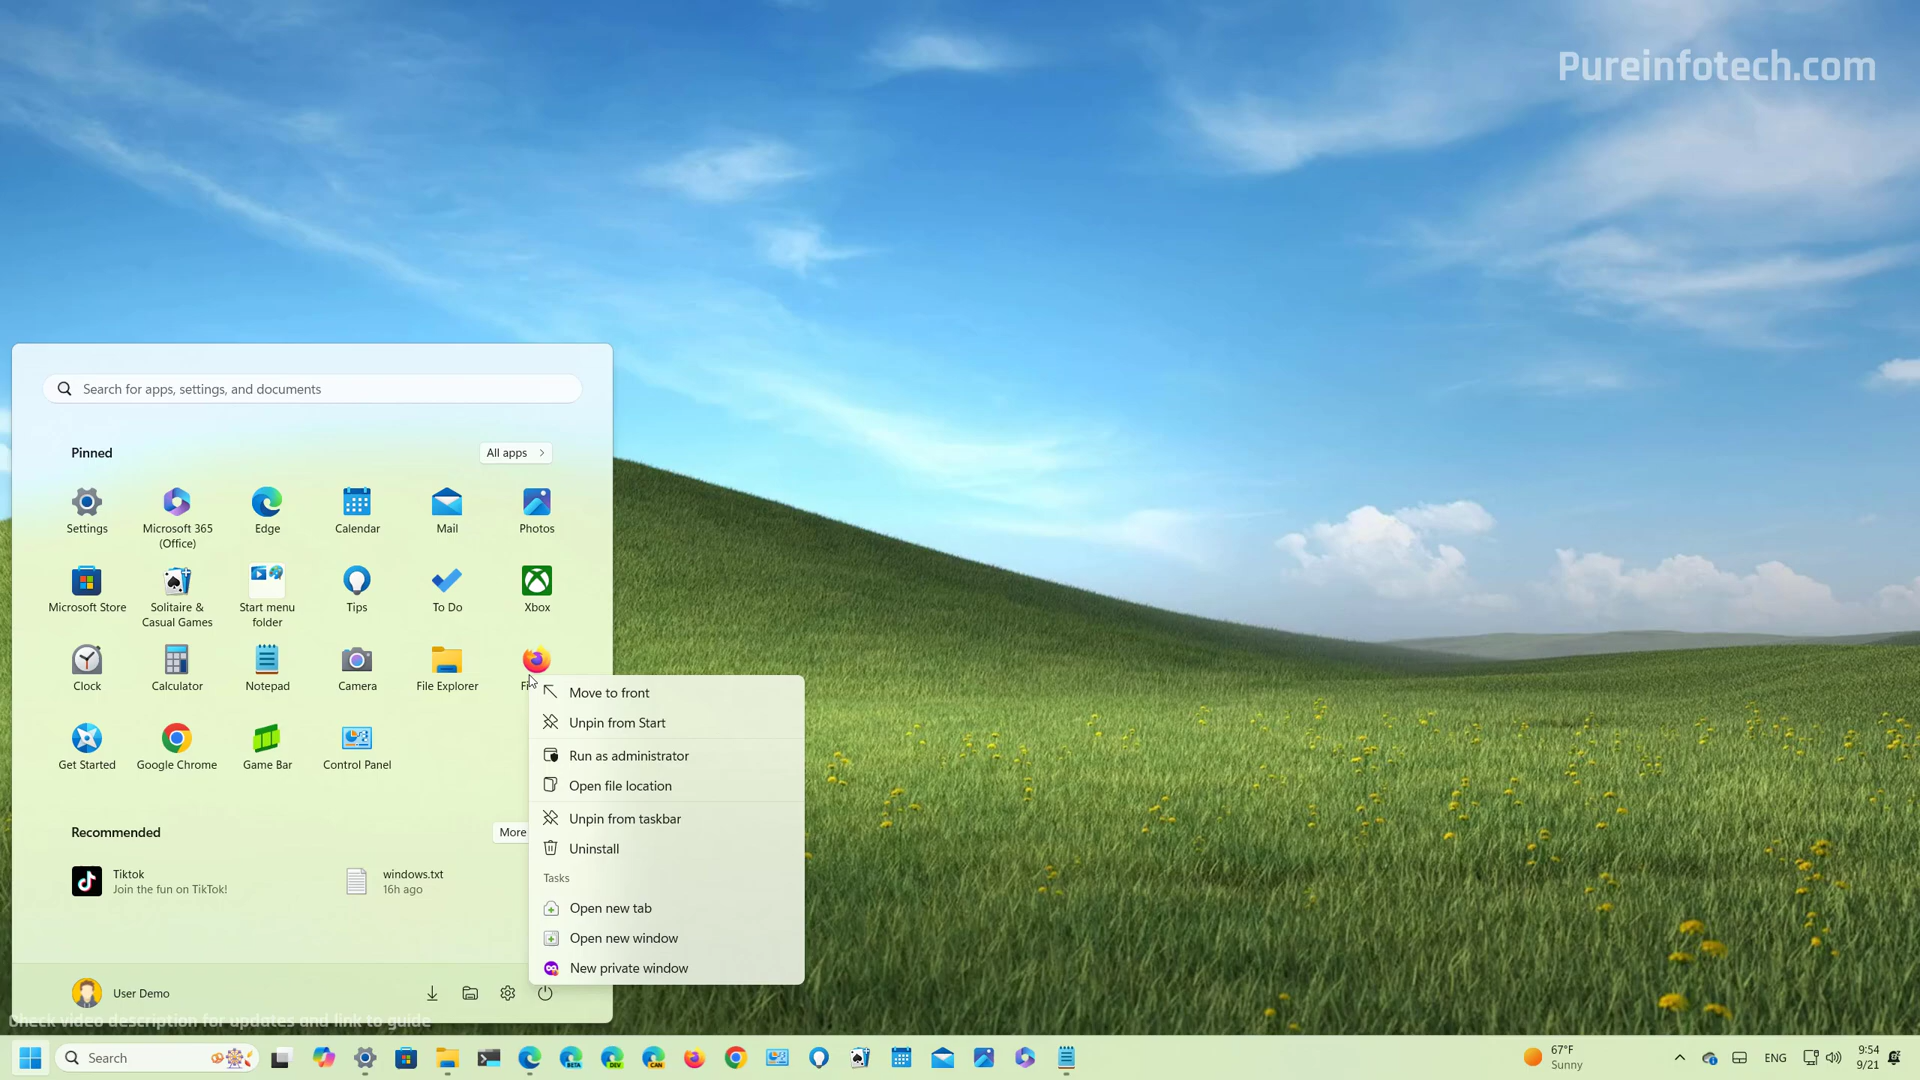 Pureinfotech.com
Search for apps, settings, and documents
Pinned
All apps
Settings
Microsoft 365
(Office)
Edge
Calendar
Mail
Photos
Microsoft Store
Solitaire &
Casual Games
Start menu
folder
Tips
To Do
Xbox
Clock
Calculator
Notepad
Camera
File Explorer
Get Started
Google Chrome
Game Bar
Control Panel
Move to front
Unpin from Start
Run as administrator
Open file location
Unpin from taskbar
Uninstall
Tasks
Open new tab
Open new window
New private window
Recommended
More
Tiktok
Join the fun on TikTok!
windows.txt
16h ago
User Demo
Check video description for updates and link to guide
Search
BETA
DEV
CAN
67°F
Sunny
ENG
9:54
9/21